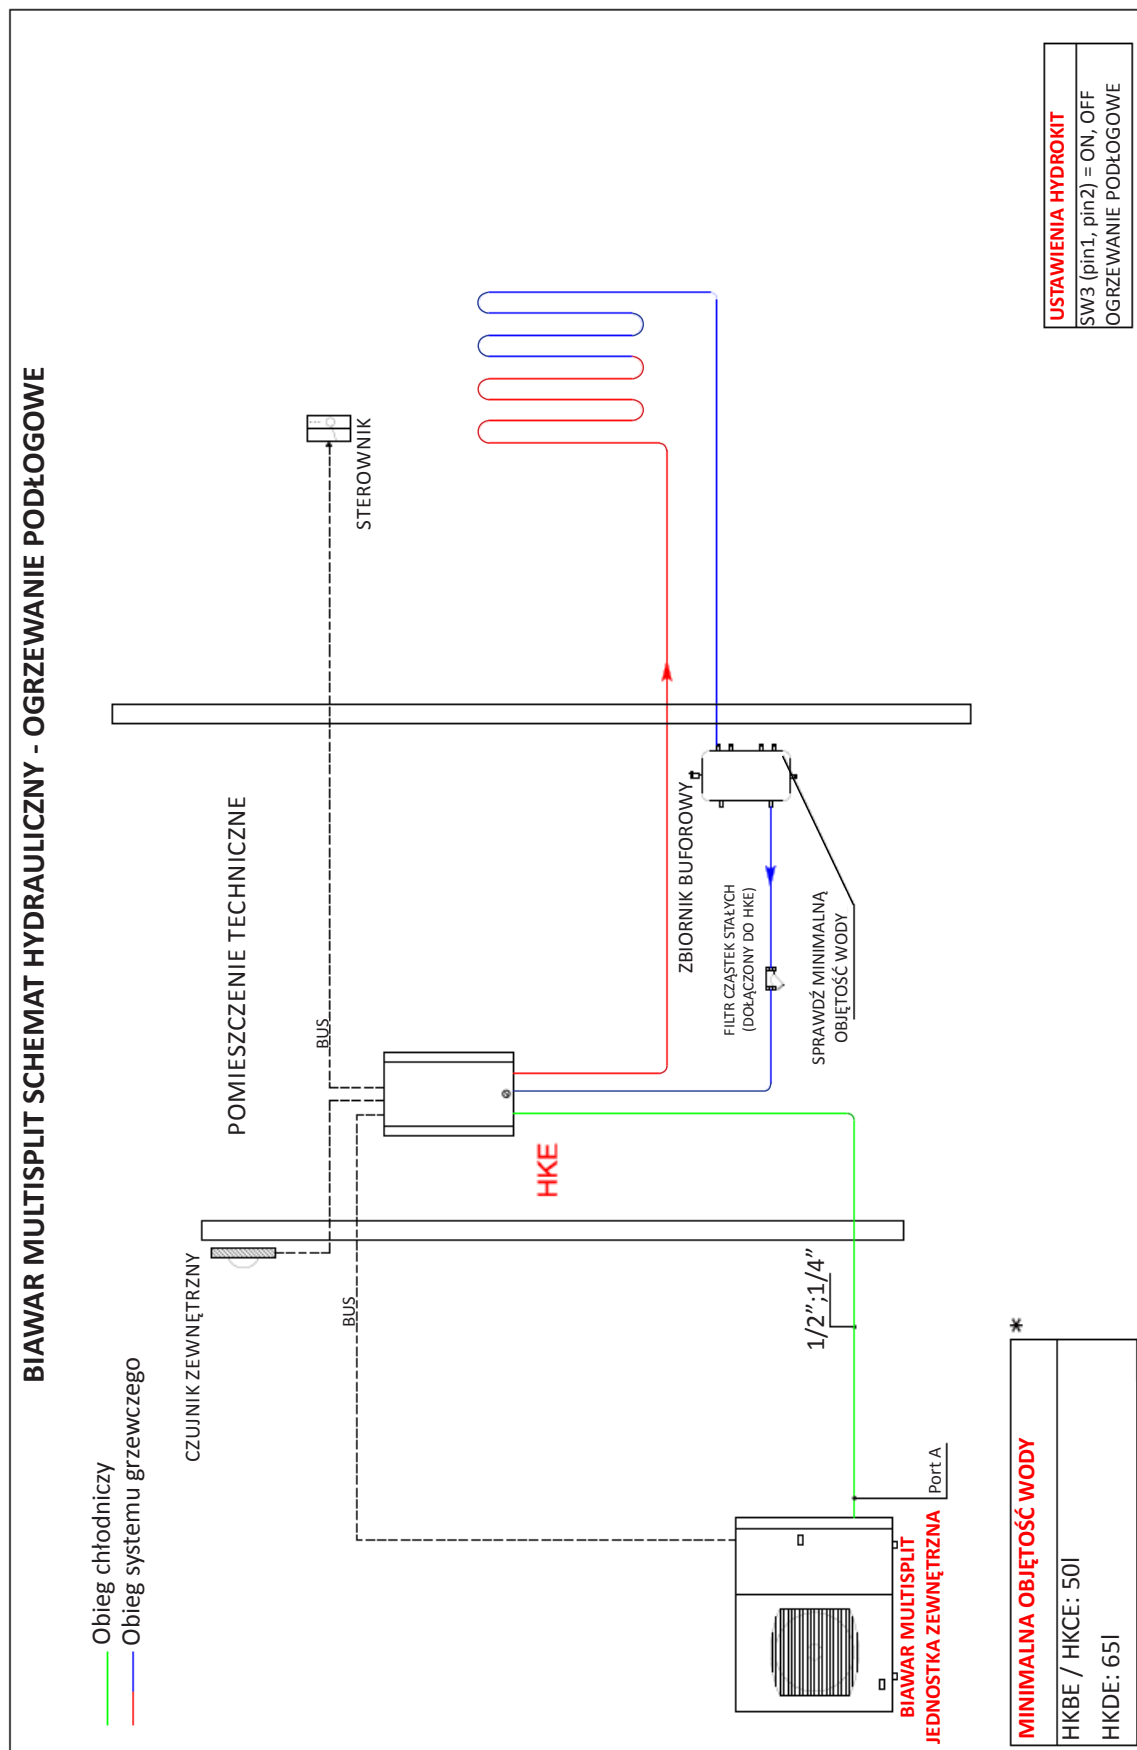 BIAWAR MULTISPLIT SCHEMAT HYDRAULICZNY - OGRZEWANIE PODŁOGOWE
Obieg chłodniczy
Obieg systemu grzewczego
CZUJNIK ZEWNĘTRZNY
POMIESZCZENIE TECHNICZNE
BUS
BUS
STEROWNIK
HKE
ZBIORNIK BUFOROWY
FILTR CZĄSTEK STAŁYCH
(DOŁĄCZONY DO HKE)
SPRAWDŹ MINIMALNĄ
OBJĘTOŚĆ WODY
1/2”;1/4”
Port A
BIAWAR MULTISPLIT
JEDNOSTKA ZEWNĘTRZNA
MINIMALNA OBJĘTOŚĆ WODY
*
HKBE / HKCE: 50l
HKDE: 65l
USTAWIENIA HYDROKIT
SW3 (pin1, pin2) = ON, OFF
OGRZEWANIE PODŁOGOWE